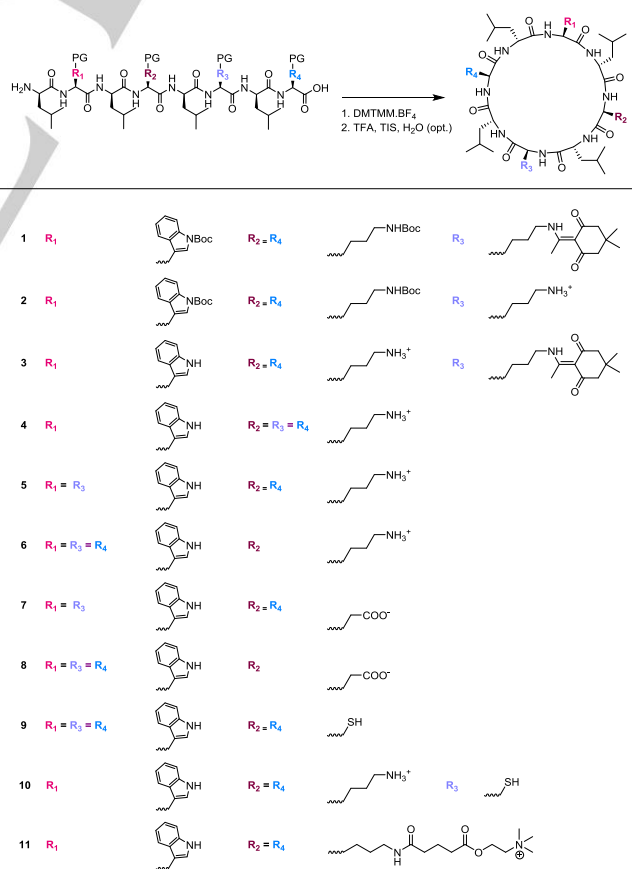 PG PG PG PG
R1 R2 R3 R4
H2N O N H O H N O N H O H N O N H O H N O N H O OH
1. DMTMM.BF4
2. TFA, TIS, H2O (opt.)
O H N R1 O NH R2 NH O HN R3 O NH R4 HN O
1 R1 NBoc R2 = R4 NHBoc R3 NH O O
2 R1 NBoc R2 = R4 NHBoc R3 NH3+
3 R1 NH R2 = R4 NH3+ R3 NH O O
4 R1 NH R2 = R3 = R4 NH3+
5 R1 = R3 NH R2 = R4 NH3+
6 R1 = R3 = R4 NH R2 NH3+
7 R1 = R3 NH R2 = R4 COO-
8 R1 = R3 = R4 NH R2 COO-
9 R1 = R3 = R4 NH R2 = R4 SH
10 R1 NH R2 = R4 NH3+ R3 SH
11 R1 NH R2 = R4 N H O O O N ⊕